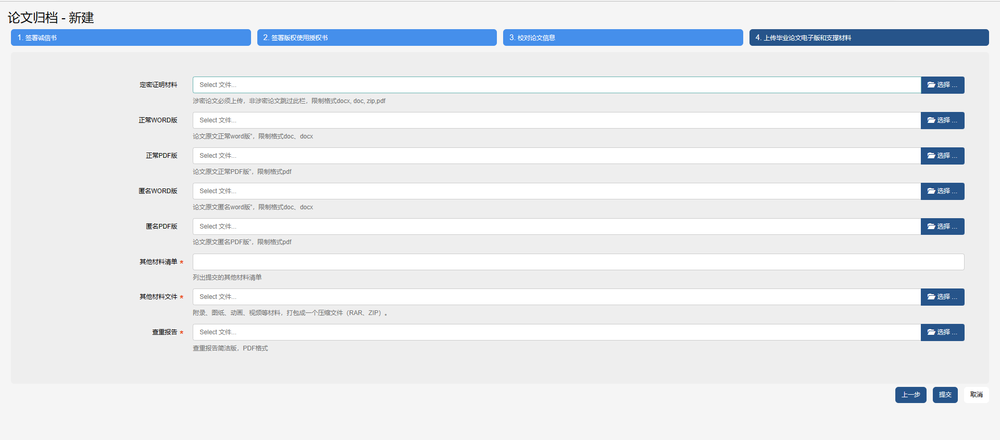 论文归档 - 新建
1. 签署诚信书
2. 签署版权使用授权书
3. 校对论文信息
4. 上传毕业论文电子版和支撑材料
定密证明材料
Select 文件...
选择 ...
涉密论文必须上传，非涉密论文跳过此栏，限制格式docx, doc, zip,pdf
正常WORD版
Select 文件...
选择 ...
论文原文正常word版”，限制格式doc、docx
正常PDF版
Select 文件...
选择 ...
论文原文正常PDF版”，限制格式pdf
匿名WORD版
Select 文件...
选择 ...
论文原文匿名word版”，限制格式doc、docx
匿名PDF版
Select 文件...
选择 ...
论文原文匿名PDF版”，限制格式pdf
其他材料清单 *
列出提交的其他材料清单
其他材料文件 *
Select 文件...
选择 ...
附录、图纸、动画、视频等材料，打包成一个压缩文件（RAR、ZIP）。
查重报告 *
Select 文件...
选择 ...
查重报告简洁版，PDF格式
上一步
提交
取消